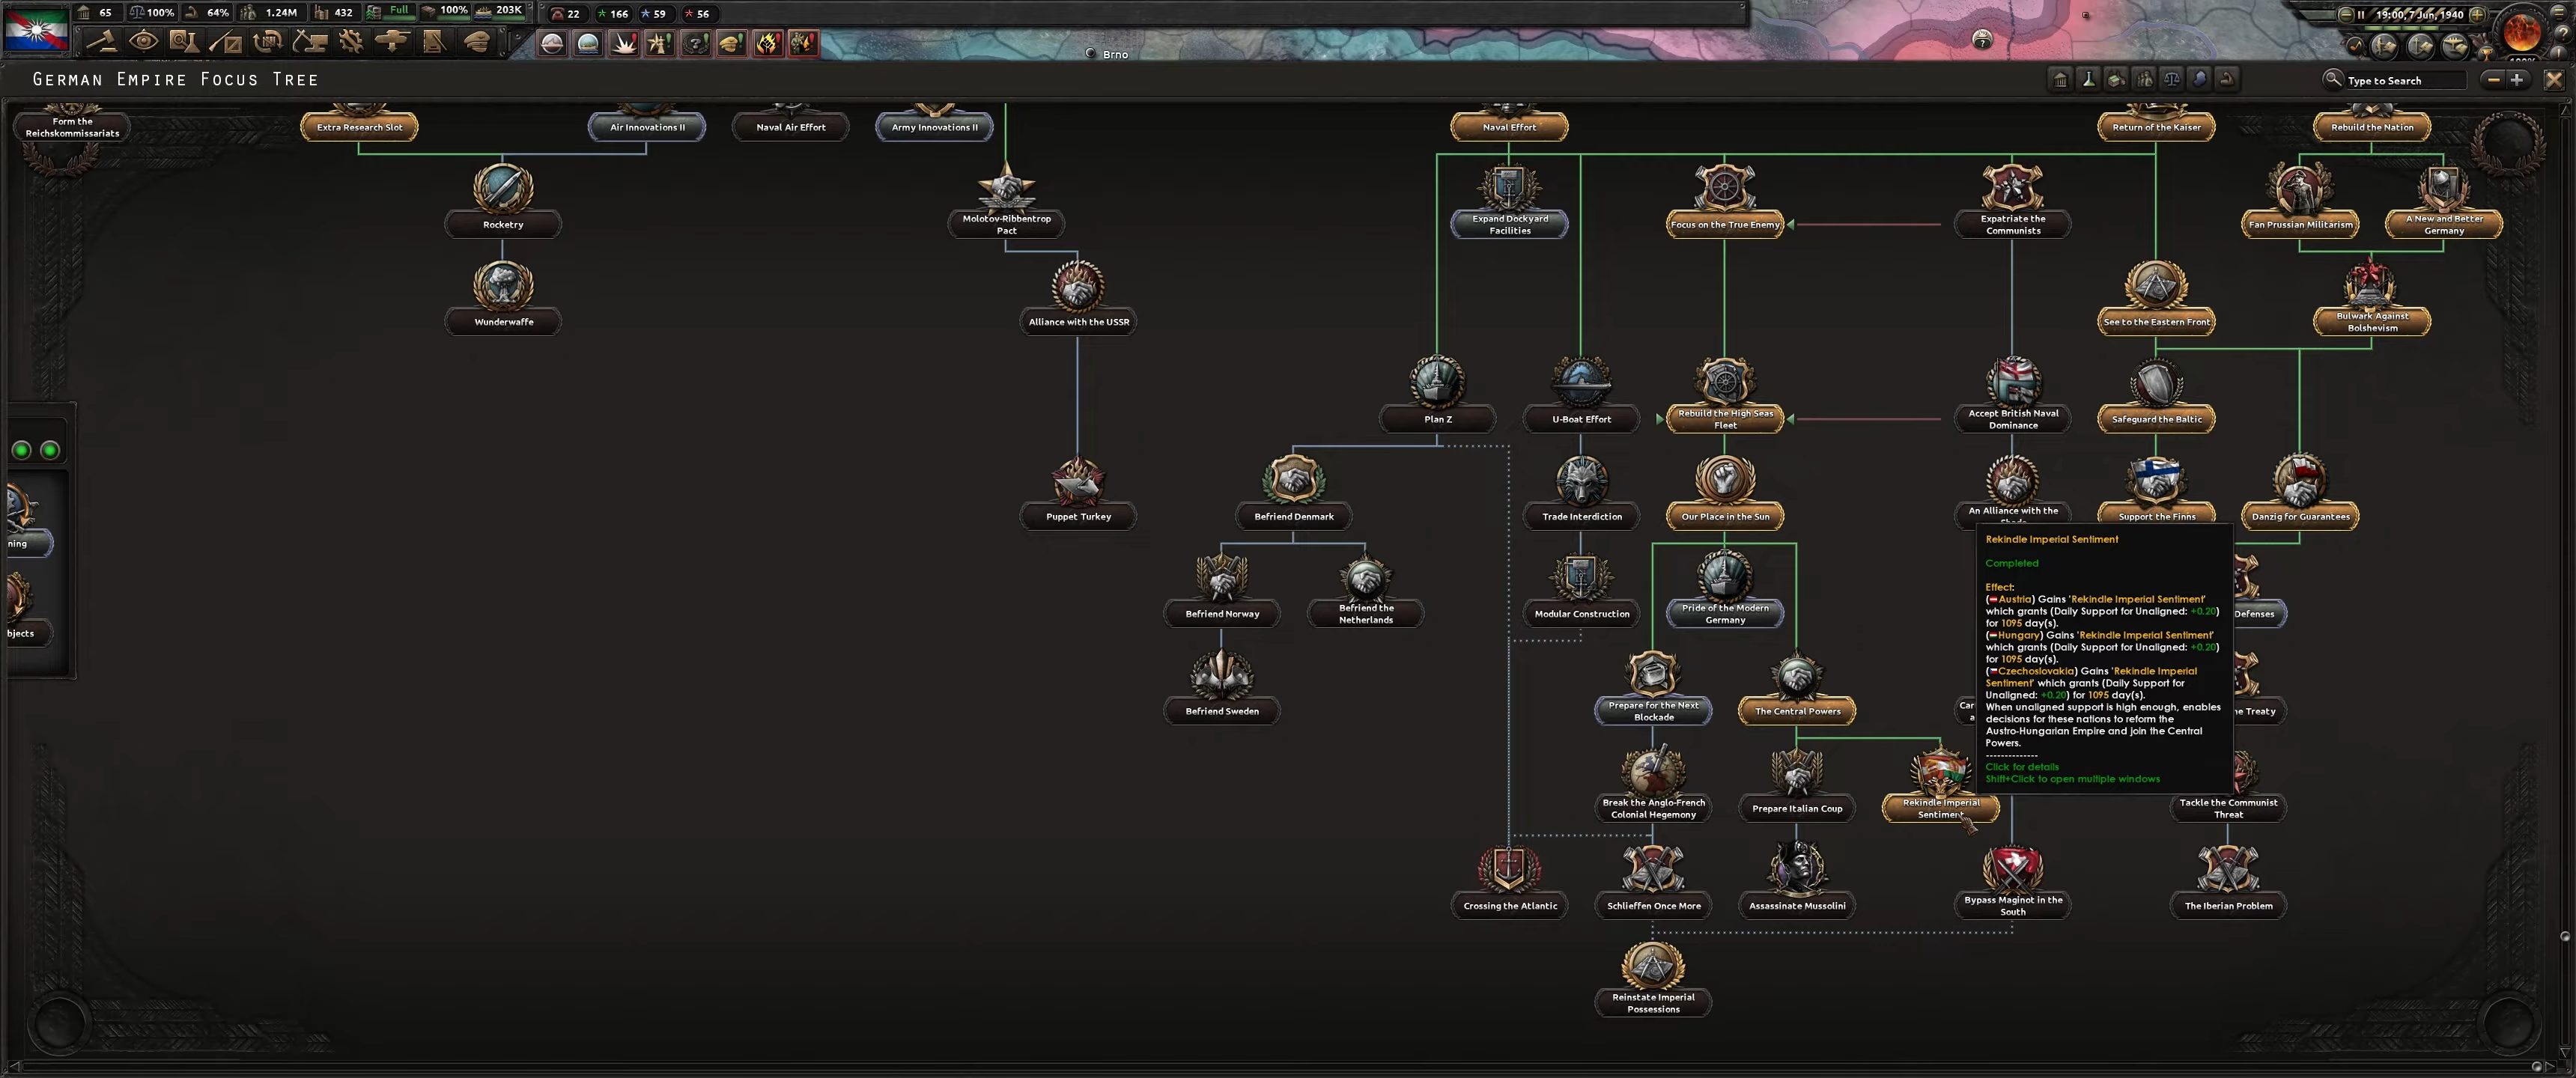 65
100%
64%
1.24M
432
Full
100%
203K
22
166
59
56
19:00, 7 Jun, 1940
Brno
GERMAN EMPIRE FOCUS TREE
Type to Search
Form the
Reichskommissariats
Extra Research Slot
Air Innovations II
Naval Air Effort
Army Innovations II
Naval Effort
Return of the Kaiser
Rebuild the Nation
Rocketry
Molotov-Ribbentrop
Pact
Expand Dockyard
Facilities
Focus on the True Enemy
Expatriate the
Communists
Fan Prussian Militarism
A New and Better
Germany
Wunderwaffe
Alliance with the USSR
See to the Eastern Front
Bulwark Against
Bolshevism
Plan Z
U-Boat Effort
Rebuild the High Seas
Fleet
Accept British Naval
Dominance
Safeguard the Baltic
ning
Puppet Turkey
Befriend Denmark
Trade Interdiction
Our Place in the Sun
An Alliance with the
Support the Finns
Danzig for Guarantees
bjects
Befriend Norway
Befriend the
Netherlands
Modular Construction
Pride of the Modern
Germany
Defenses
Befriend Sweden
Prepare for the Next
Blockade
The Central Powers
Car
a
ne Treaty
Break the Anglo-French
Colonial Hegemony
Prepare Italian Coup
Rekindle Imperial
Sentiment
Tackle the Communist
Threat
Crossing the Atlantic
Schlieffen Once More
Assassinate Mussolini
Bypass Maginot in the
South
The Iberian Problem
Reinstate Imperial
Possessions
Rekindle Imperial Sentiment
Completed
Effect:
(Austria) Gains 'Rekindle Imperial Sentiment'
which grants (Daily Support for Unaligned: +0.20)
for 1095 day(s).
(Hungary) Gains 'Rekindle Imperial Sentiment'
which grants (Daily Support for Unaligned: +0.20)
for 1095 day(s).
(Czechoslovakia) Gains 'Rekindle Imperial
Sentiment' which grants (Daily Support for
Unaligned: +0.20) for 1095 day(s).
When unaligned support is high enough, enables
decisions for these nations to reform the
Austro-Hungarian Empire and join the Central
Powers.
--------------
Click for details
Shift+Click to open multiple windows